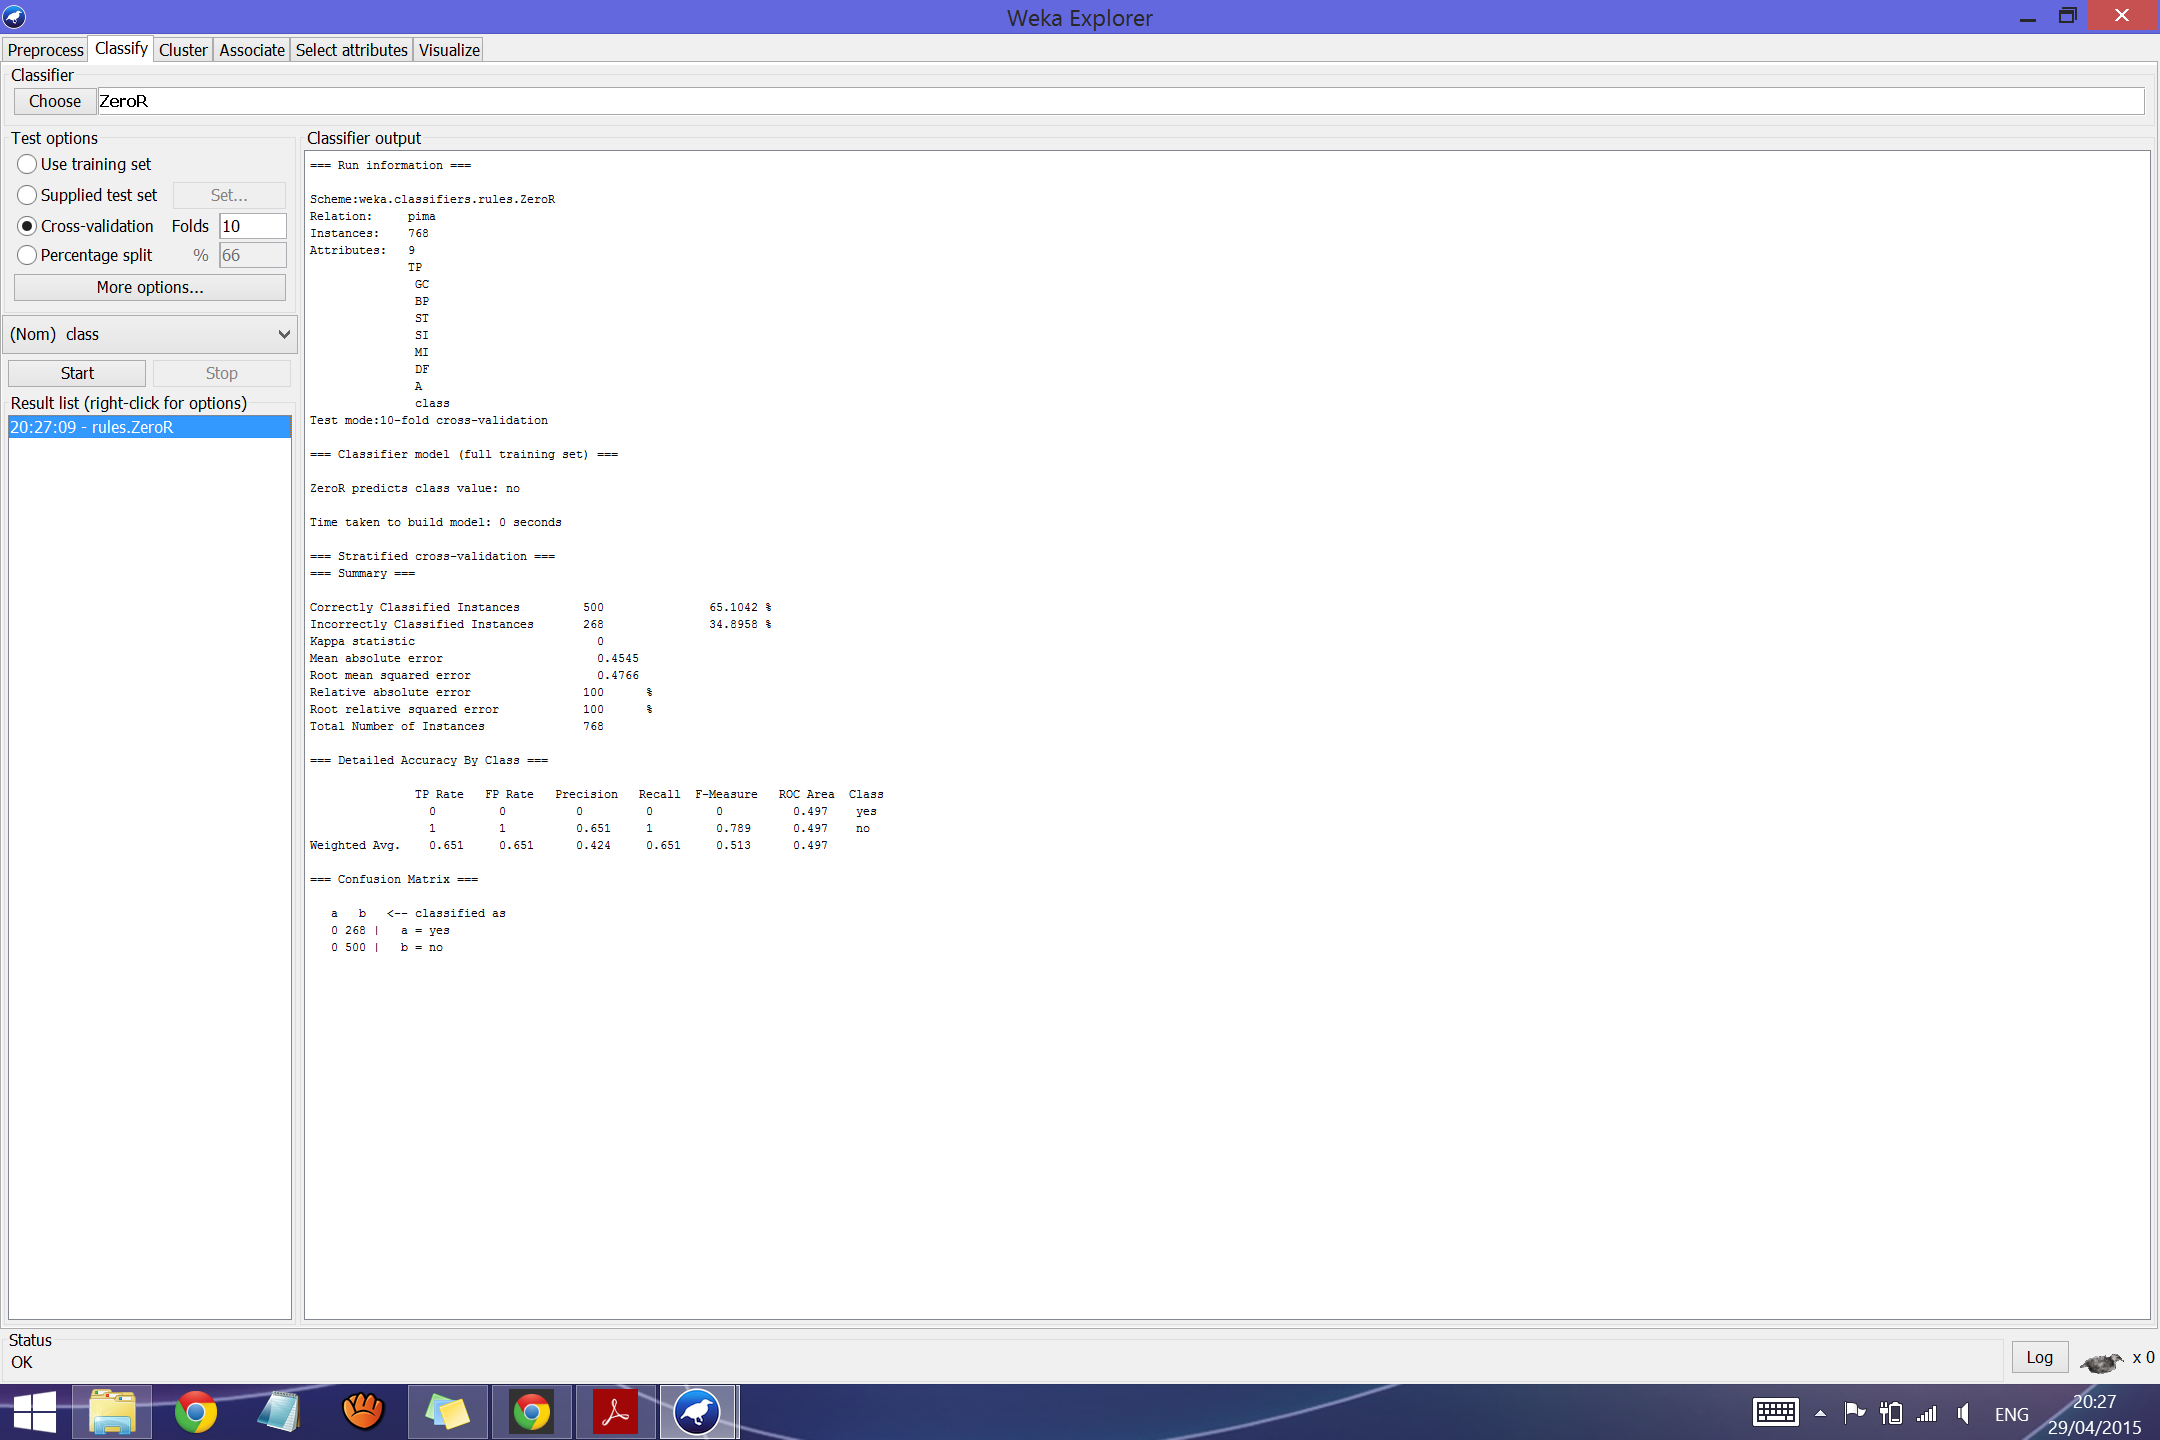 Weka Explorer
Preprocess Classify Cluster Associate Select attributes Visualize
Classifier
Choose ZeroR
Test options
Use training set
Supplied test set Set...
Cross-validation Folds 10
Percentage split % 66
More options...
(Nom) class
Start Stop
Result list (right-click for options)
20:27:09 - rules.ZeroR
Classifier output
=== Run information ===
Scheme:weka.classifiers.rules.ZeroR
Relation: pima
Instances: 768
Attributes: 9
TP
GC
BP
ST
SI
MI
DF
A
class
Test mode:10-fold cross-validation
=== Classifier model (full training set) ===
ZeroR predicts class value: no
Time taken to build model: 0 seconds
=== Stratified cross-validation ===
=== Summary ===
Correctly Classified Instances 500 65.1042 %
Incorrectly Classified Instances 268 34.8958 %
Kappa statistic 0
Mean absolute error 0.4545
Root mean squared error 0.4766
Relative absolute error 100 %
Root relative squared error 100 %
Total Number of Instances 768
=== Detailed Accuracy By Class ===
TP Rate FP Rate Precision Recall F-Measure ROC Area Class
0 0 0 0 0 0.497 yes
1 1 0.651 1 0.789 0.497 no
Weighted Avg. 0.651 0.651 0.424 0.651 0.513 0.497
=== Confusion Matrix ===
a b <-- classified as
0 268 | a = yes
0 500 | b = no
Status
OK
Log x 0
ENG
20:27
29/04/2015